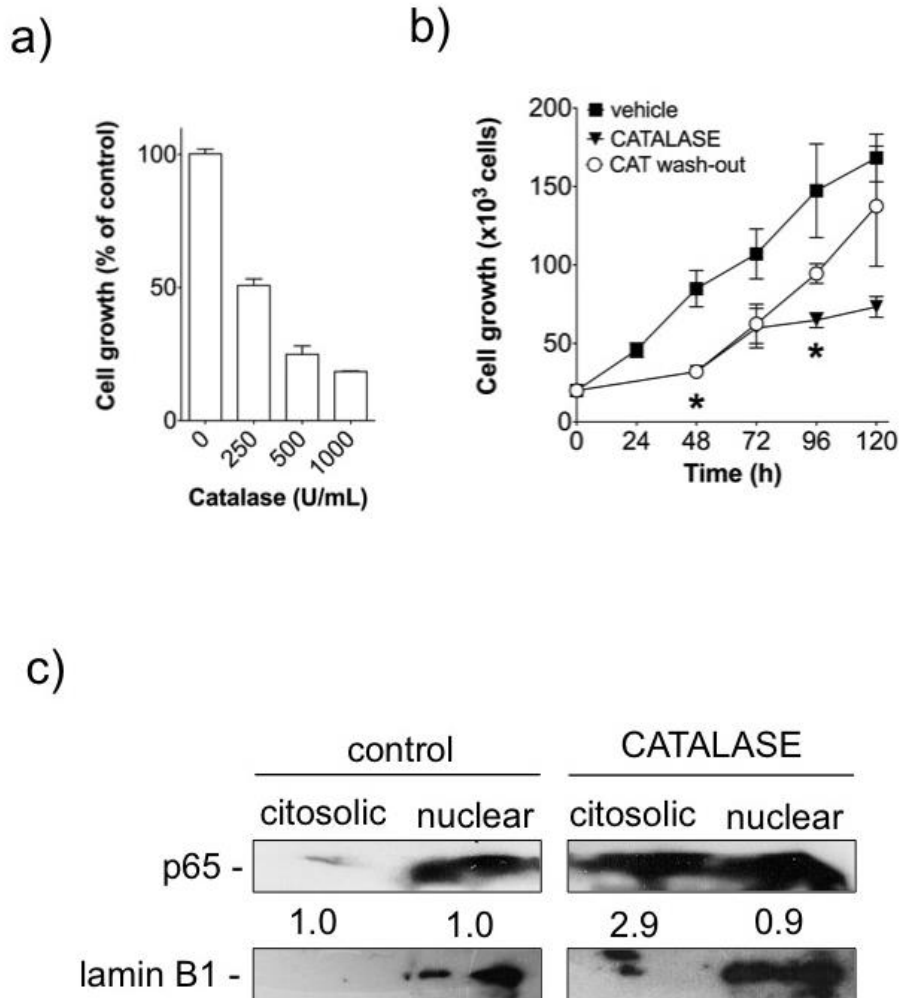 a)
Cell growth (% of control)
100
50
0
0 250 500 1000
Catalase (U/mL)
b)
Cell growth (x10³ cells)
200
150
100
50
0
vehicle
CATALASE
CAT wash-out
*
*
0 24 48 72 96 120
Time (h)
c)
control CATALASE
citosolic nuclear citosolic nuclear
p65 -
1.0 1.0 2.9 0.9
lamin B1 -